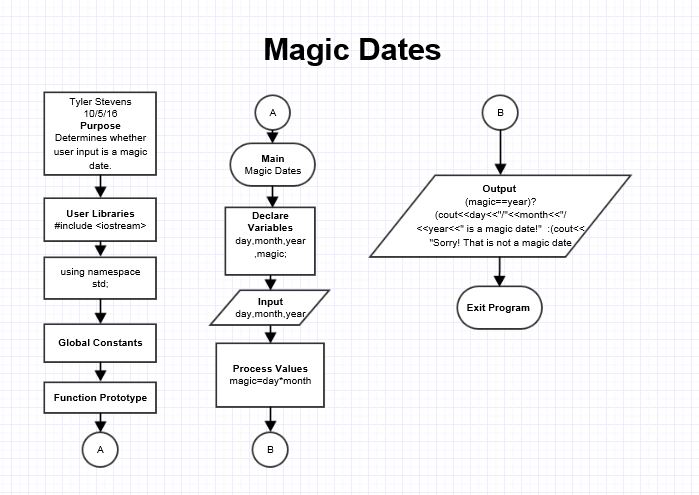 Magic Dates
Tyler Stevens
10/5/16
Purpose
Determines whether
user input is a magic
date.
User Libraries
#include <iostream>
using namespace
std;
Global Constants
Function Prototype
A
A
Main
Magic Dates
Declare
Variables
day,month,year
,magic;
Input
day,month,year
Process Values
magic=day*month
B
B
Output
(magic==year)?
(cout<<day<<"/"<<month<<"/
<<year<<" is a magic date!" :(cout<<
"Sorry! That is not a magic date
Exit Program